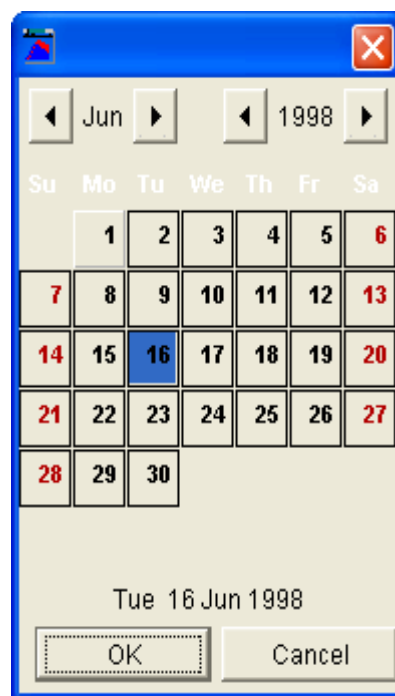 Jun 1998
Su Mo Tu We Th Fr Sa
1 2 3 4 5 6
7 8 9 10 11 12 13
14 15 16 17 18 19 20
21 22 23 24 25 26 27
28 29 30
Tue 16 Jun 1998
OK Cancel